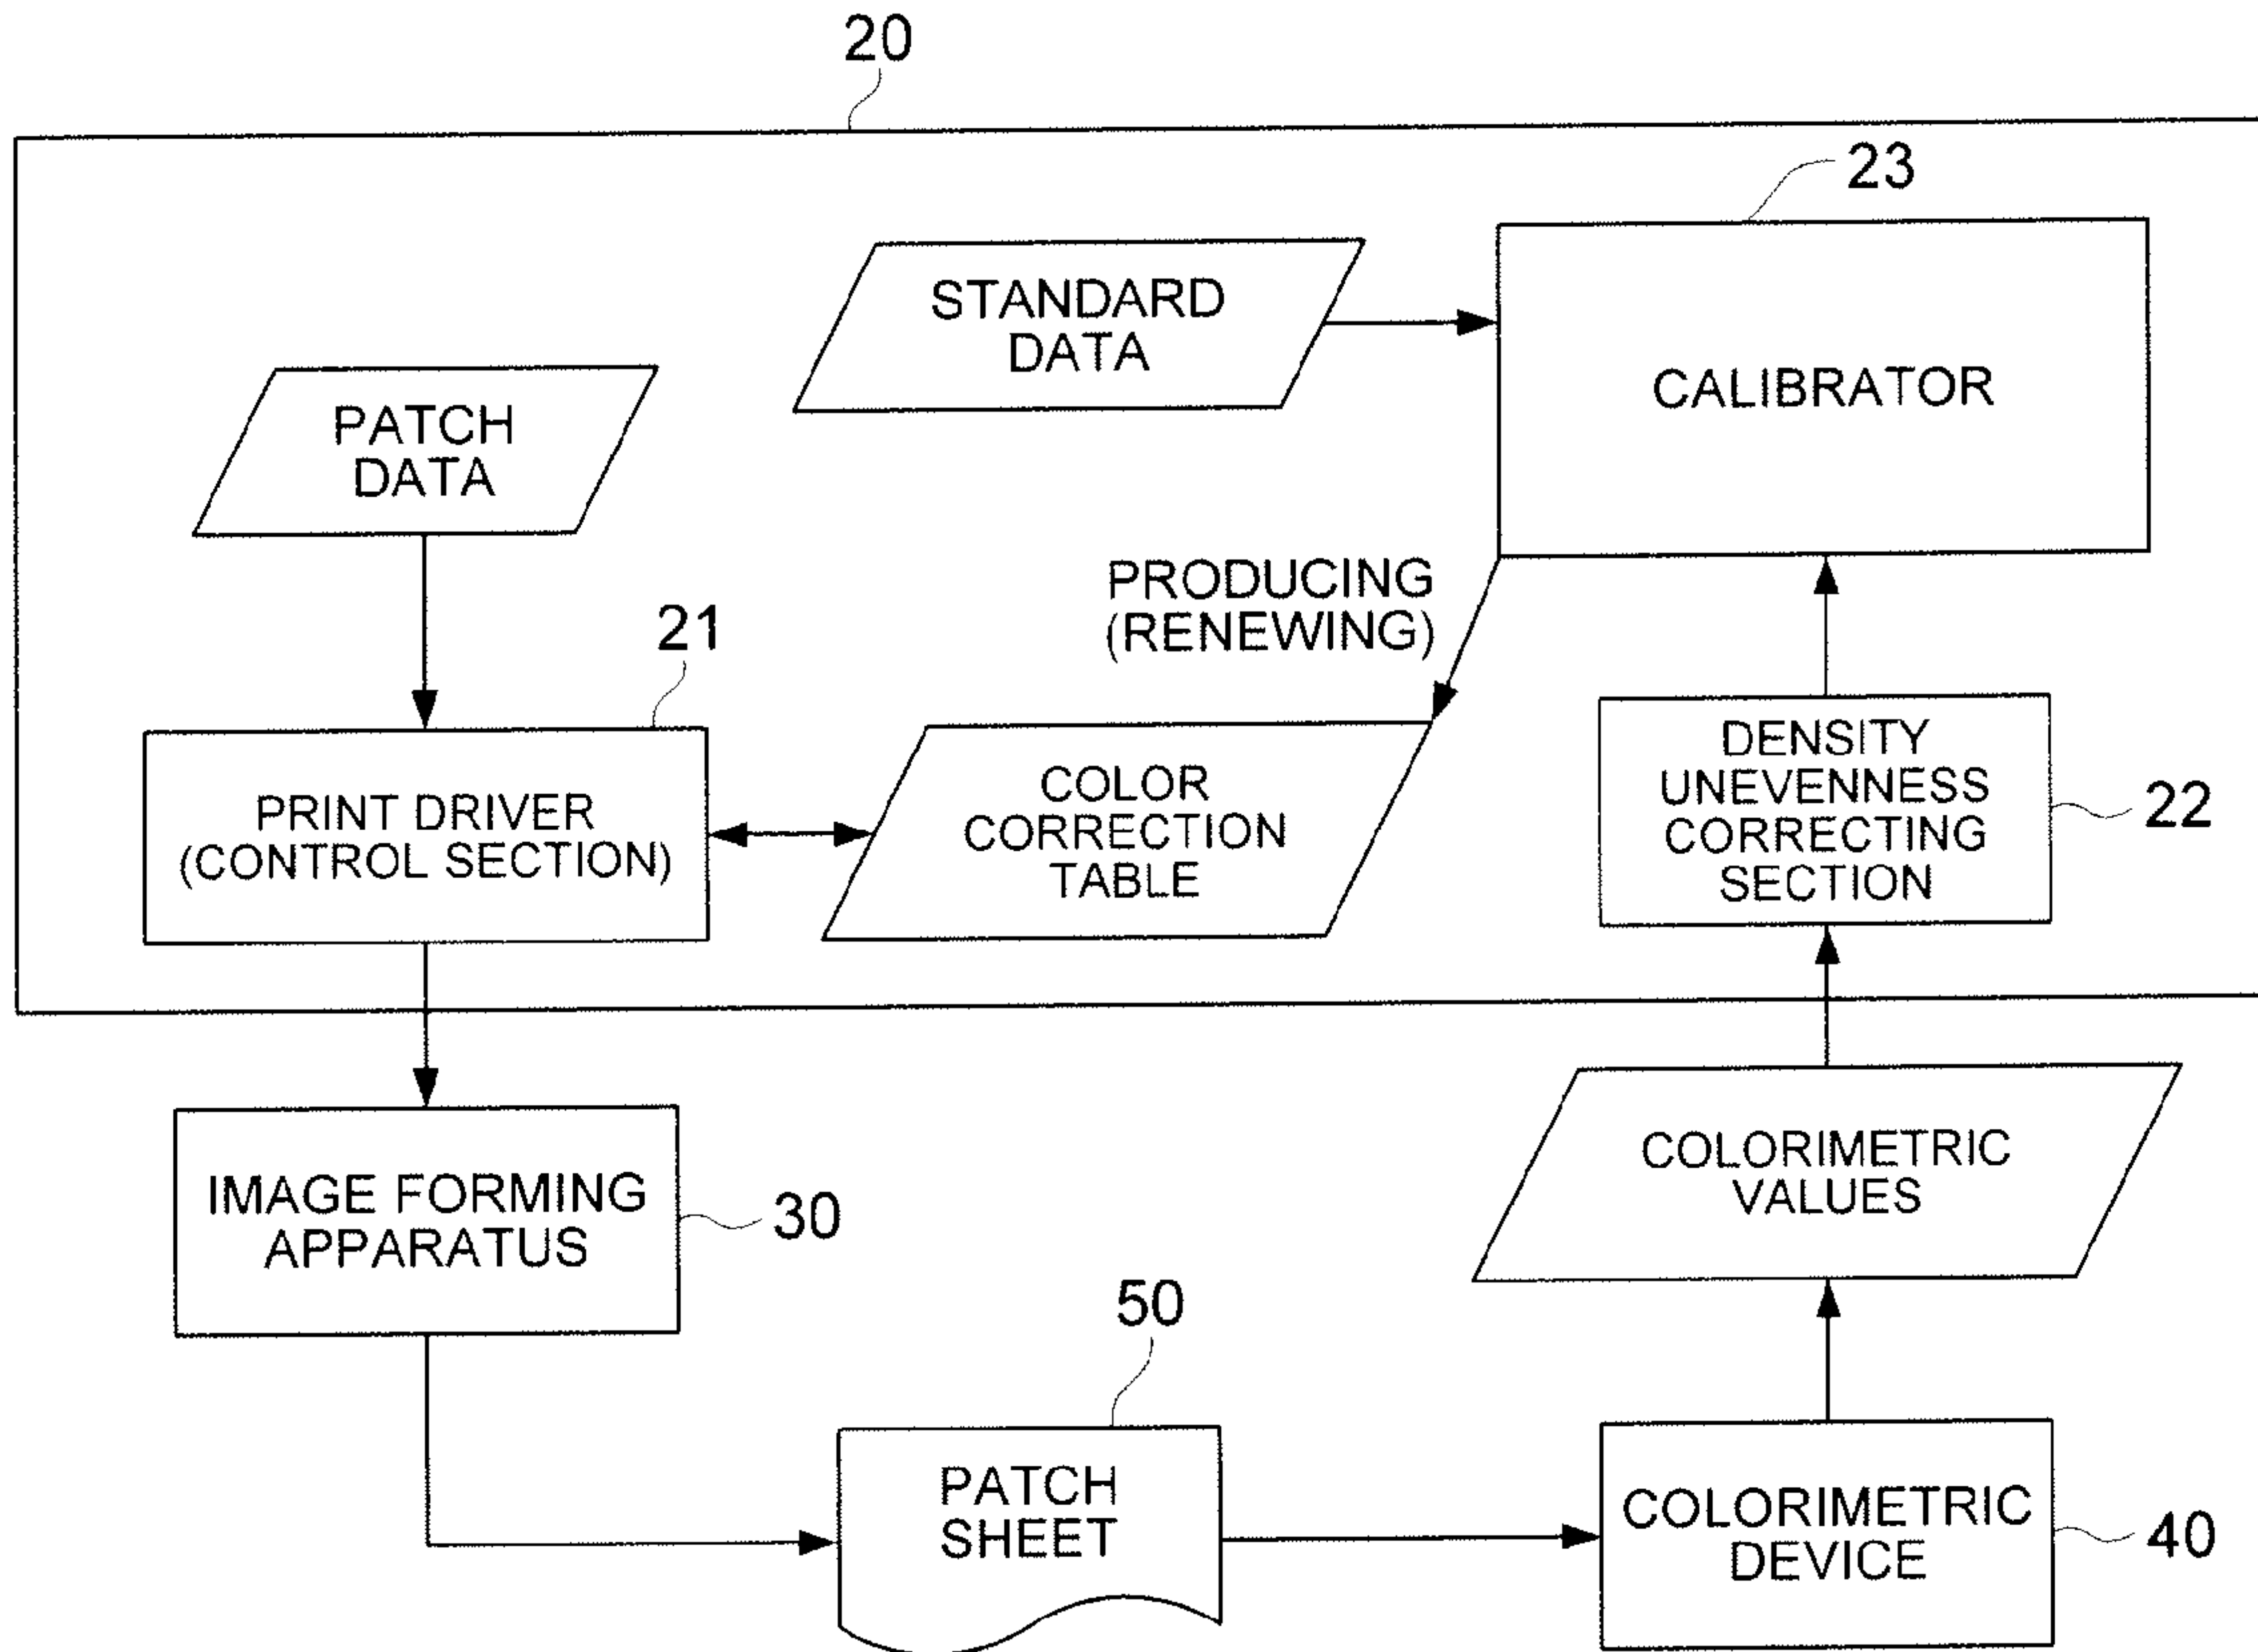 20
23
STANDARD
DATA
CALIBRATOR
PATCH
DATA
PRODUCING
(RENEWING)
21
PRINT DRIVER
(CONTROL SECTION)
COLOR
CORRECTION
TABLE
DENSITY
UNEVENNESS
CORRECTING
SECTION
22
IMAGE FORMING
APPARATUS
30
COLORIMETRIC
VALUES
50
PATCH
SHEET
COLORIMETRIC
DEVICE
40